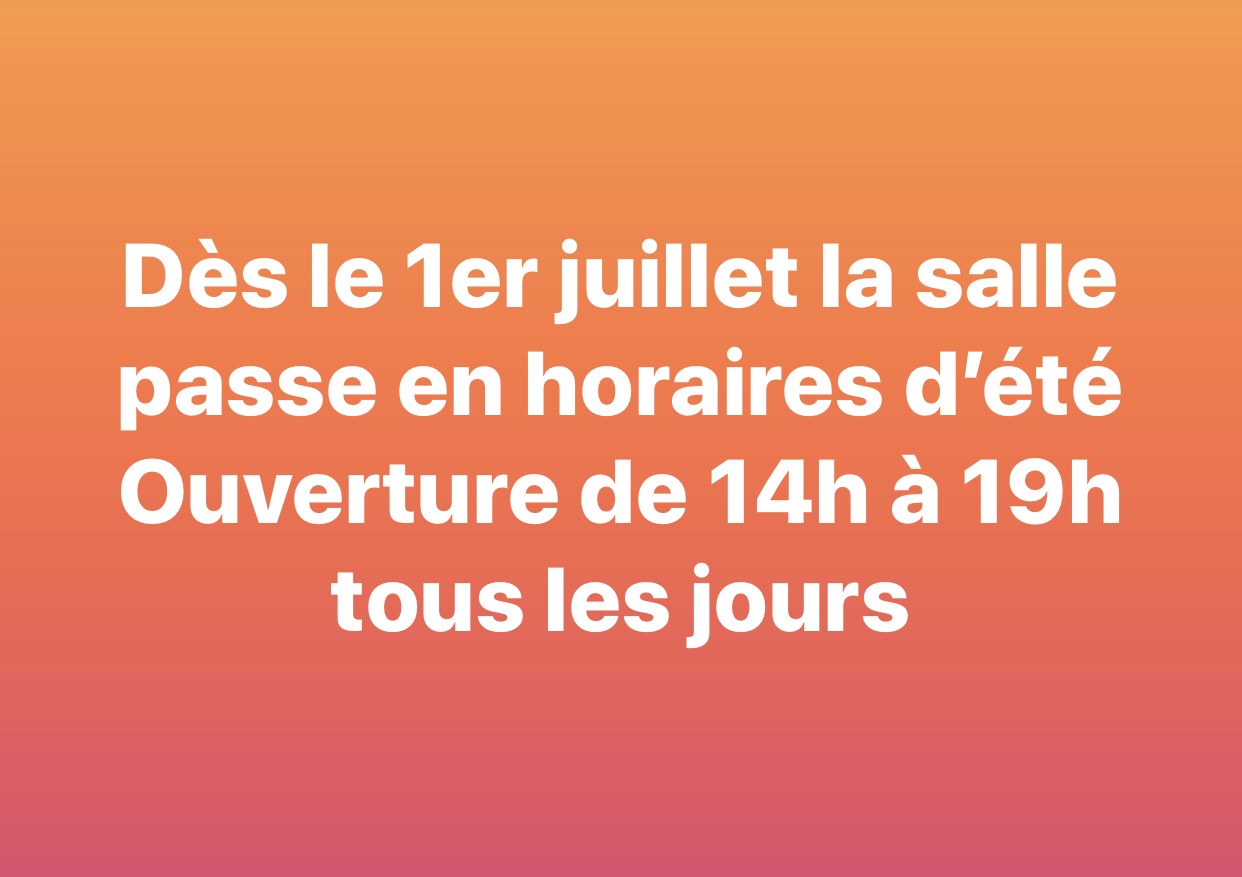 Dès le 1er juillet la salle
passe en horaires d’été
Ouverture de 14h à 19h
tous les jours